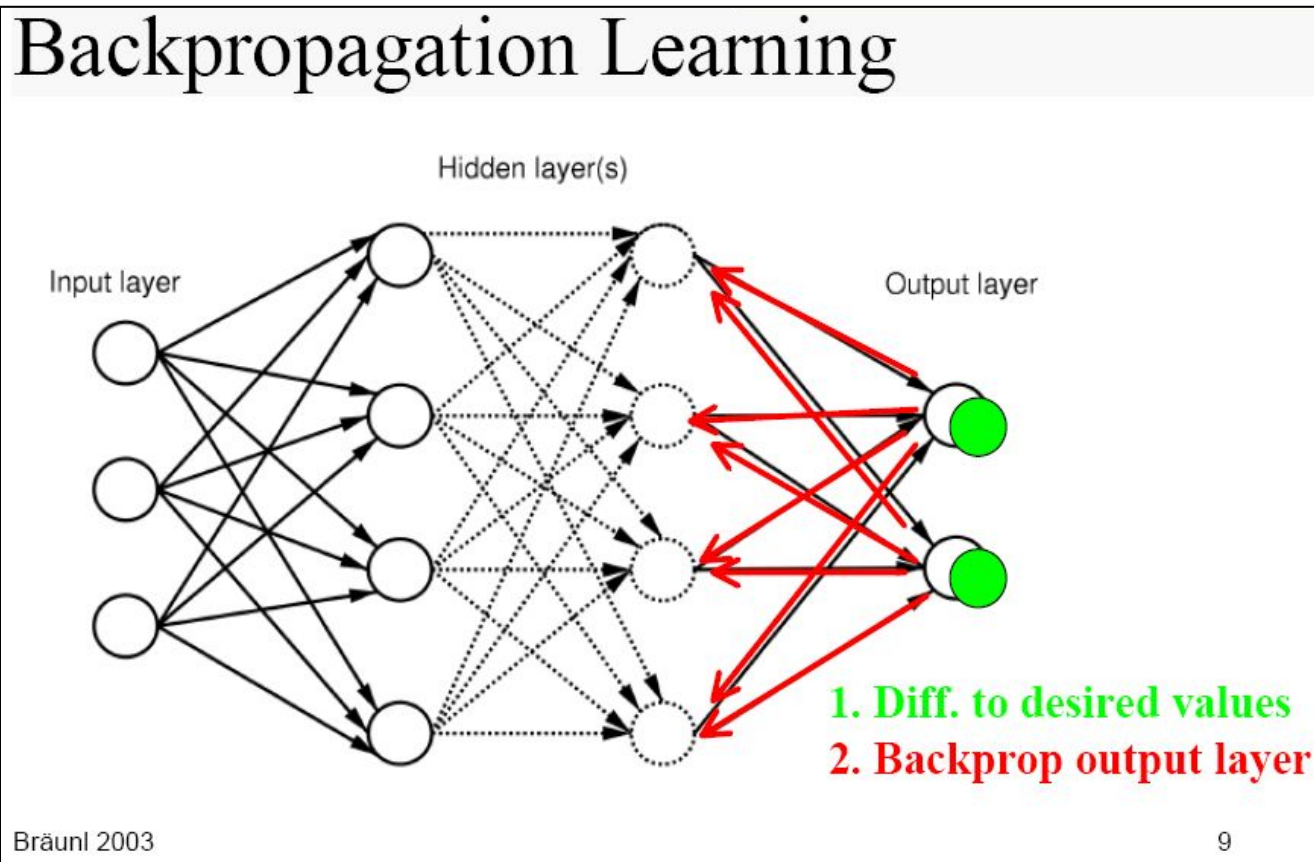 Backpropagation Learning
Hidden layer(s)
Input layer
Output layer
1. Diff. to desired values
2. Backprop output layer
Bräunl 2003
9